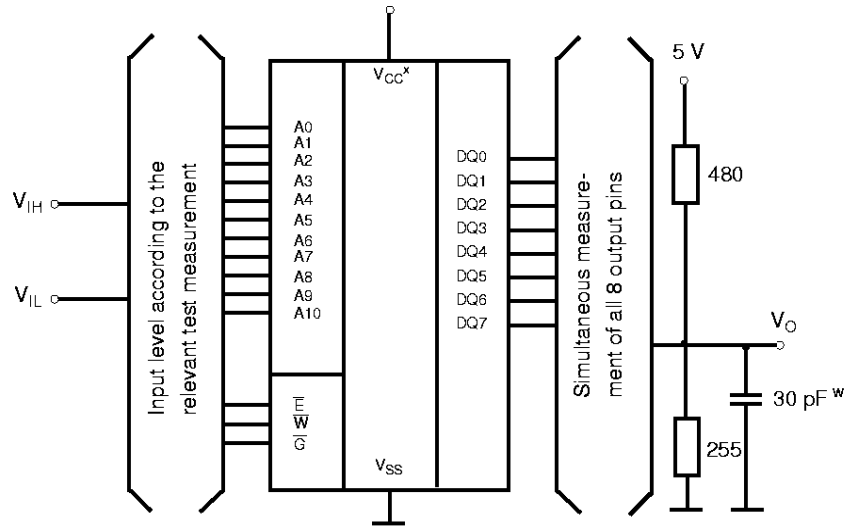 V_IH
V_IL
Input level according to the
relevant test measurement
A0
A1
A2
A3
A4
A5
A6
A7
A8
A9
A10
E̅
W̅
G̅
V_CC^x
V_SS
DQ0
DQ1
DQ2
DQ3
DQ4
DQ5
DQ6
DQ7
Simultaneous measure-
ment of all 8 output pins
5 V
480
V_O
30 pF^w
255